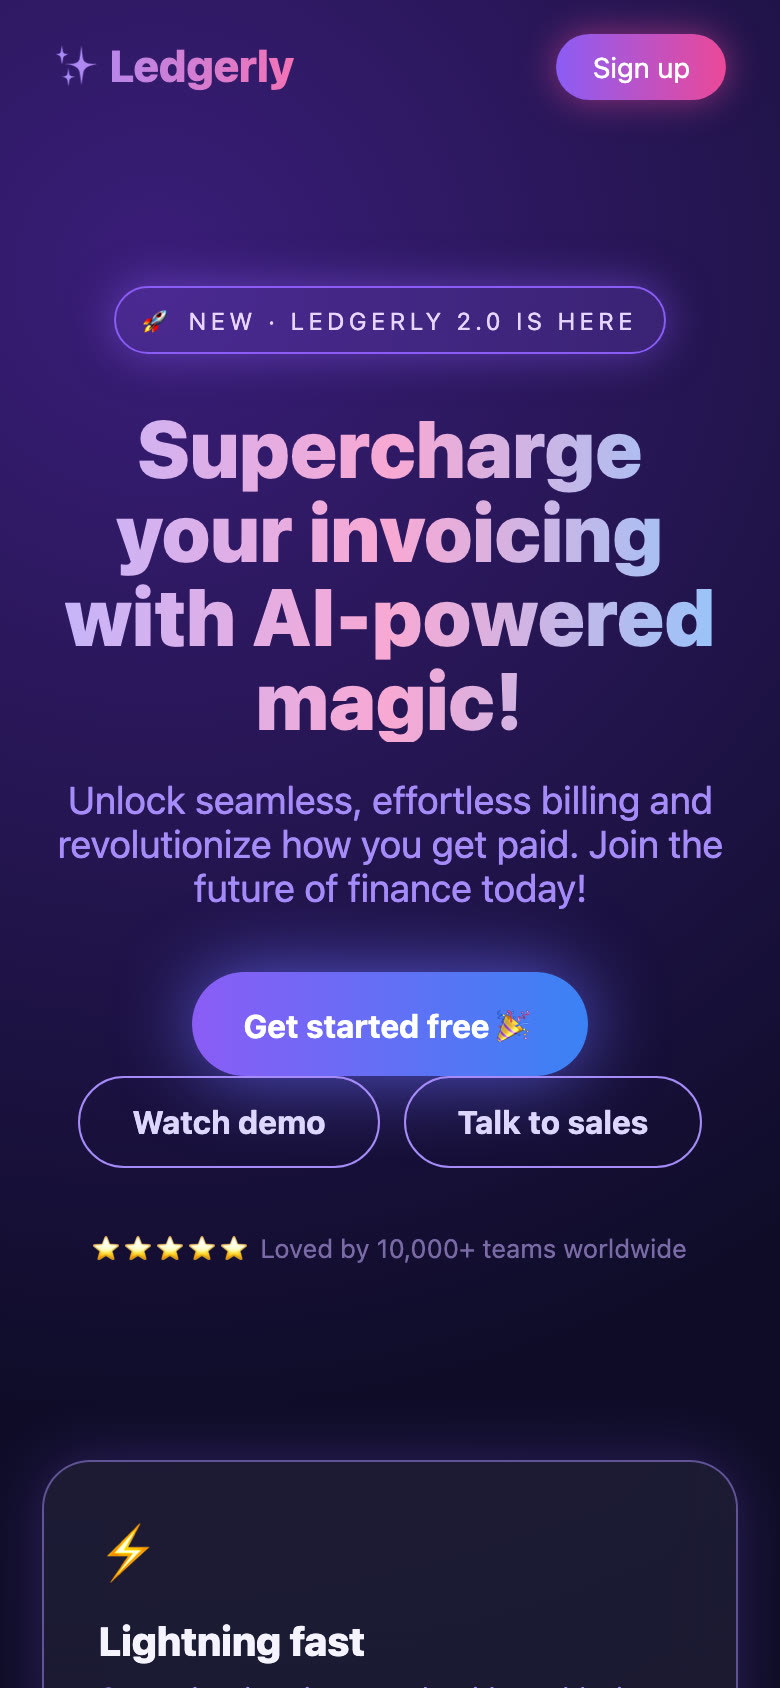 ✨ Ledgerly
Sign up
🚀 NEW · LEDGERLY 2.0 IS HERE
Supercharge
your invoicing
with AI-powered
magic!
Unlock seamless, effortless billing and
revolutionize how you get paid. Join the
future of finance today!
Get started free 🎉
Watch demo
Talk to sales
⭐⭐⭐⭐⭐ Loved by 10,000+ teams worldwide
⚡
Lightning fast